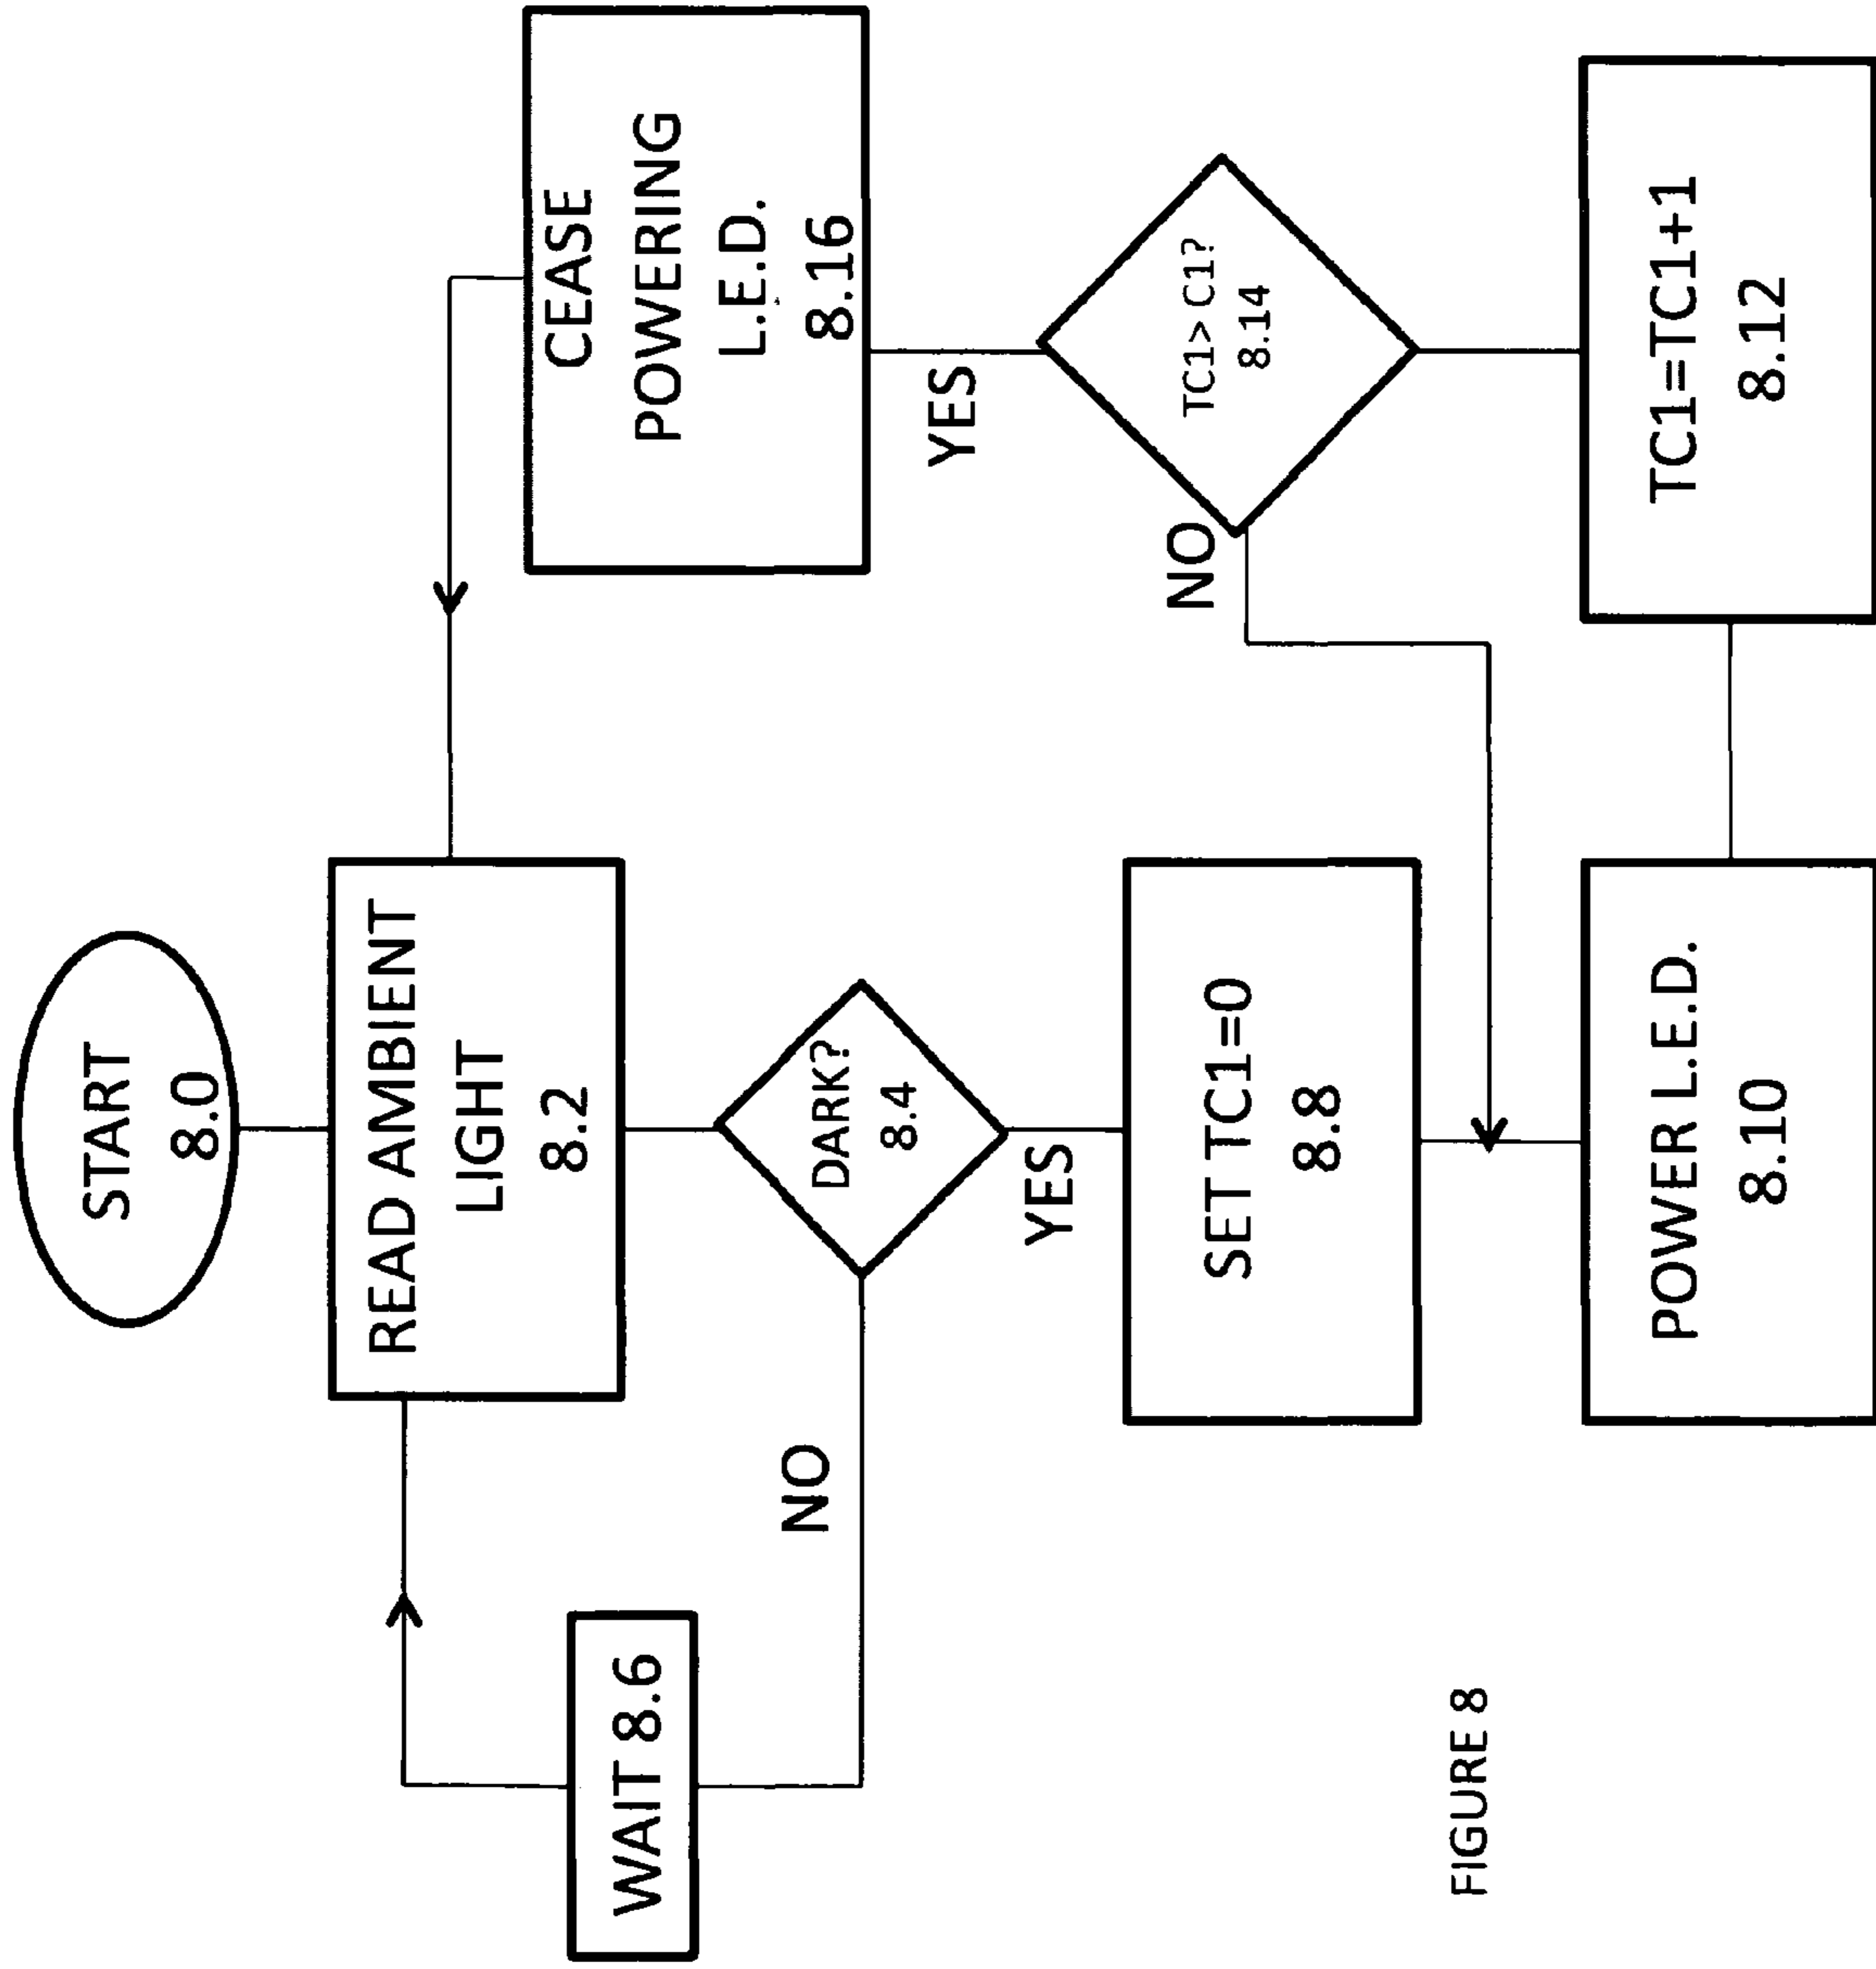 START
8.0
READ AMBIENT
LIGHT
8.2
DARK?
8.4
NO
WAIT 8.6
YES
SET TC1=0
8.8
POWER L.E.D.
8.10
TC1=TC1+1
8.12
TC1> C1?
8.14
NO
YES
CEASE
POWERING
L.E.D.
8.16
FIGURE 8